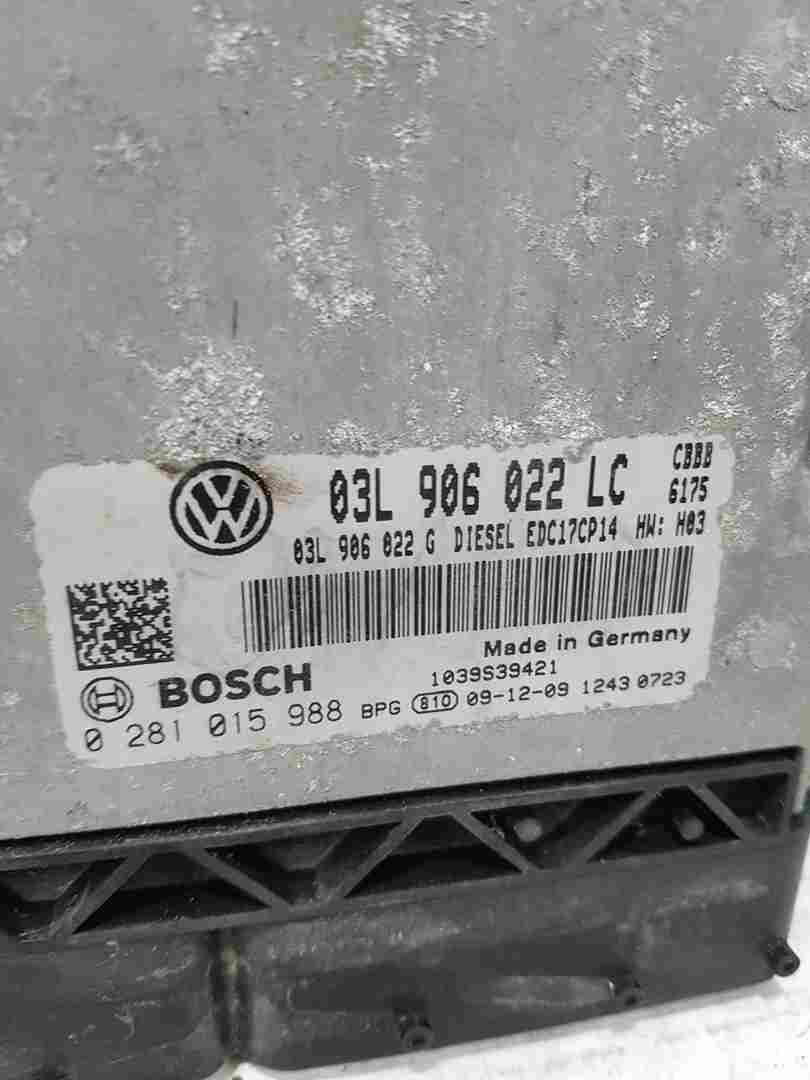 03L 906 022 LC CBBB
6175
03L 906 022 G DIESEL EDC17CP14 HW: H03
Made in Germany
BOSCH 1039S39421
0 281 015 988 BPG 810 09-12-09 1243 0723